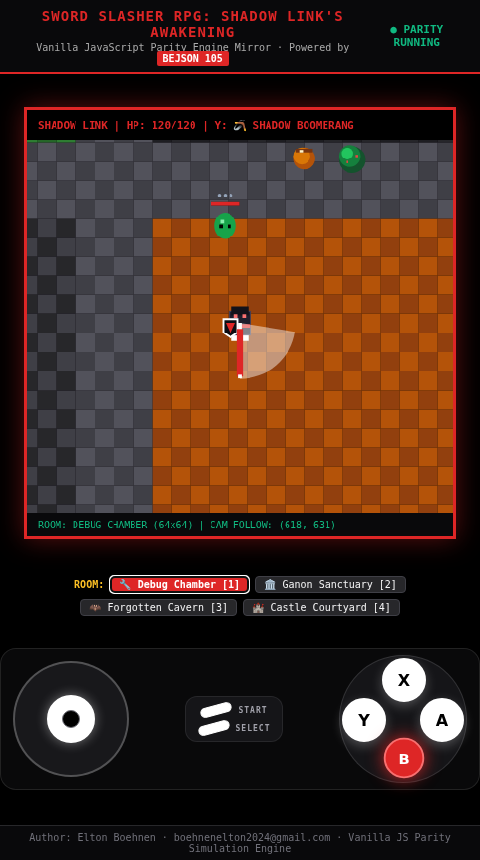 SWORD SLASHER RPG: SHADOW LINK'S
AWAKENING
Vanilla JavaScript Parity Engine Mirror · Powered by
BEJSON 105
● PARITY
RUNNING
SHADOW LINK | HP: 120/120 | Y: 🪃 SHADOW BOOMERANG
•••
ROOM: DEBUG CHAMBER (64x64) | CAM FOLLOW: (618, 631)
ROOM: 🔧 Debug Chamber [1] 🏛️ Ganon Sanctuary [2]
🦇 Forgotten Cavern [3] 🏰 Castle Courtyard [4]
START
SELECT
X
Y
A
B
Author: Elton Boehnen · boehnenelton2024@gmail.com · Vanilla JS Parity
Simulation Engine